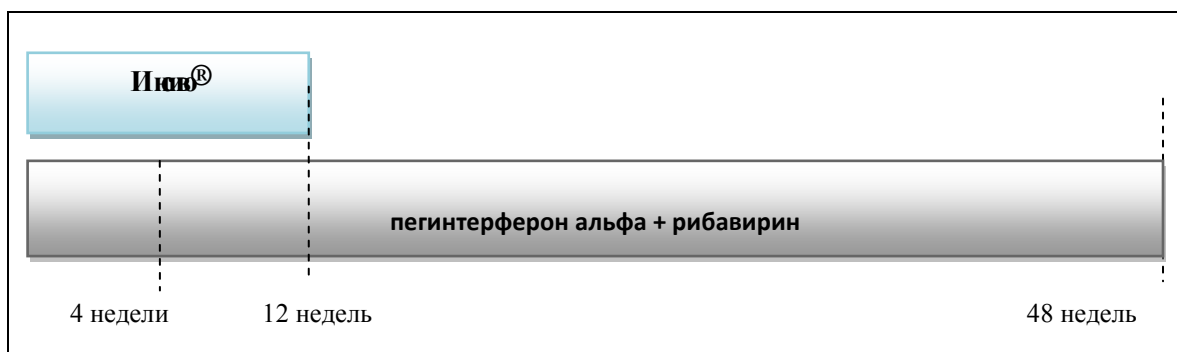 пегинтерферон альфа + рибавирин
4 недели 12 недель 48 недель